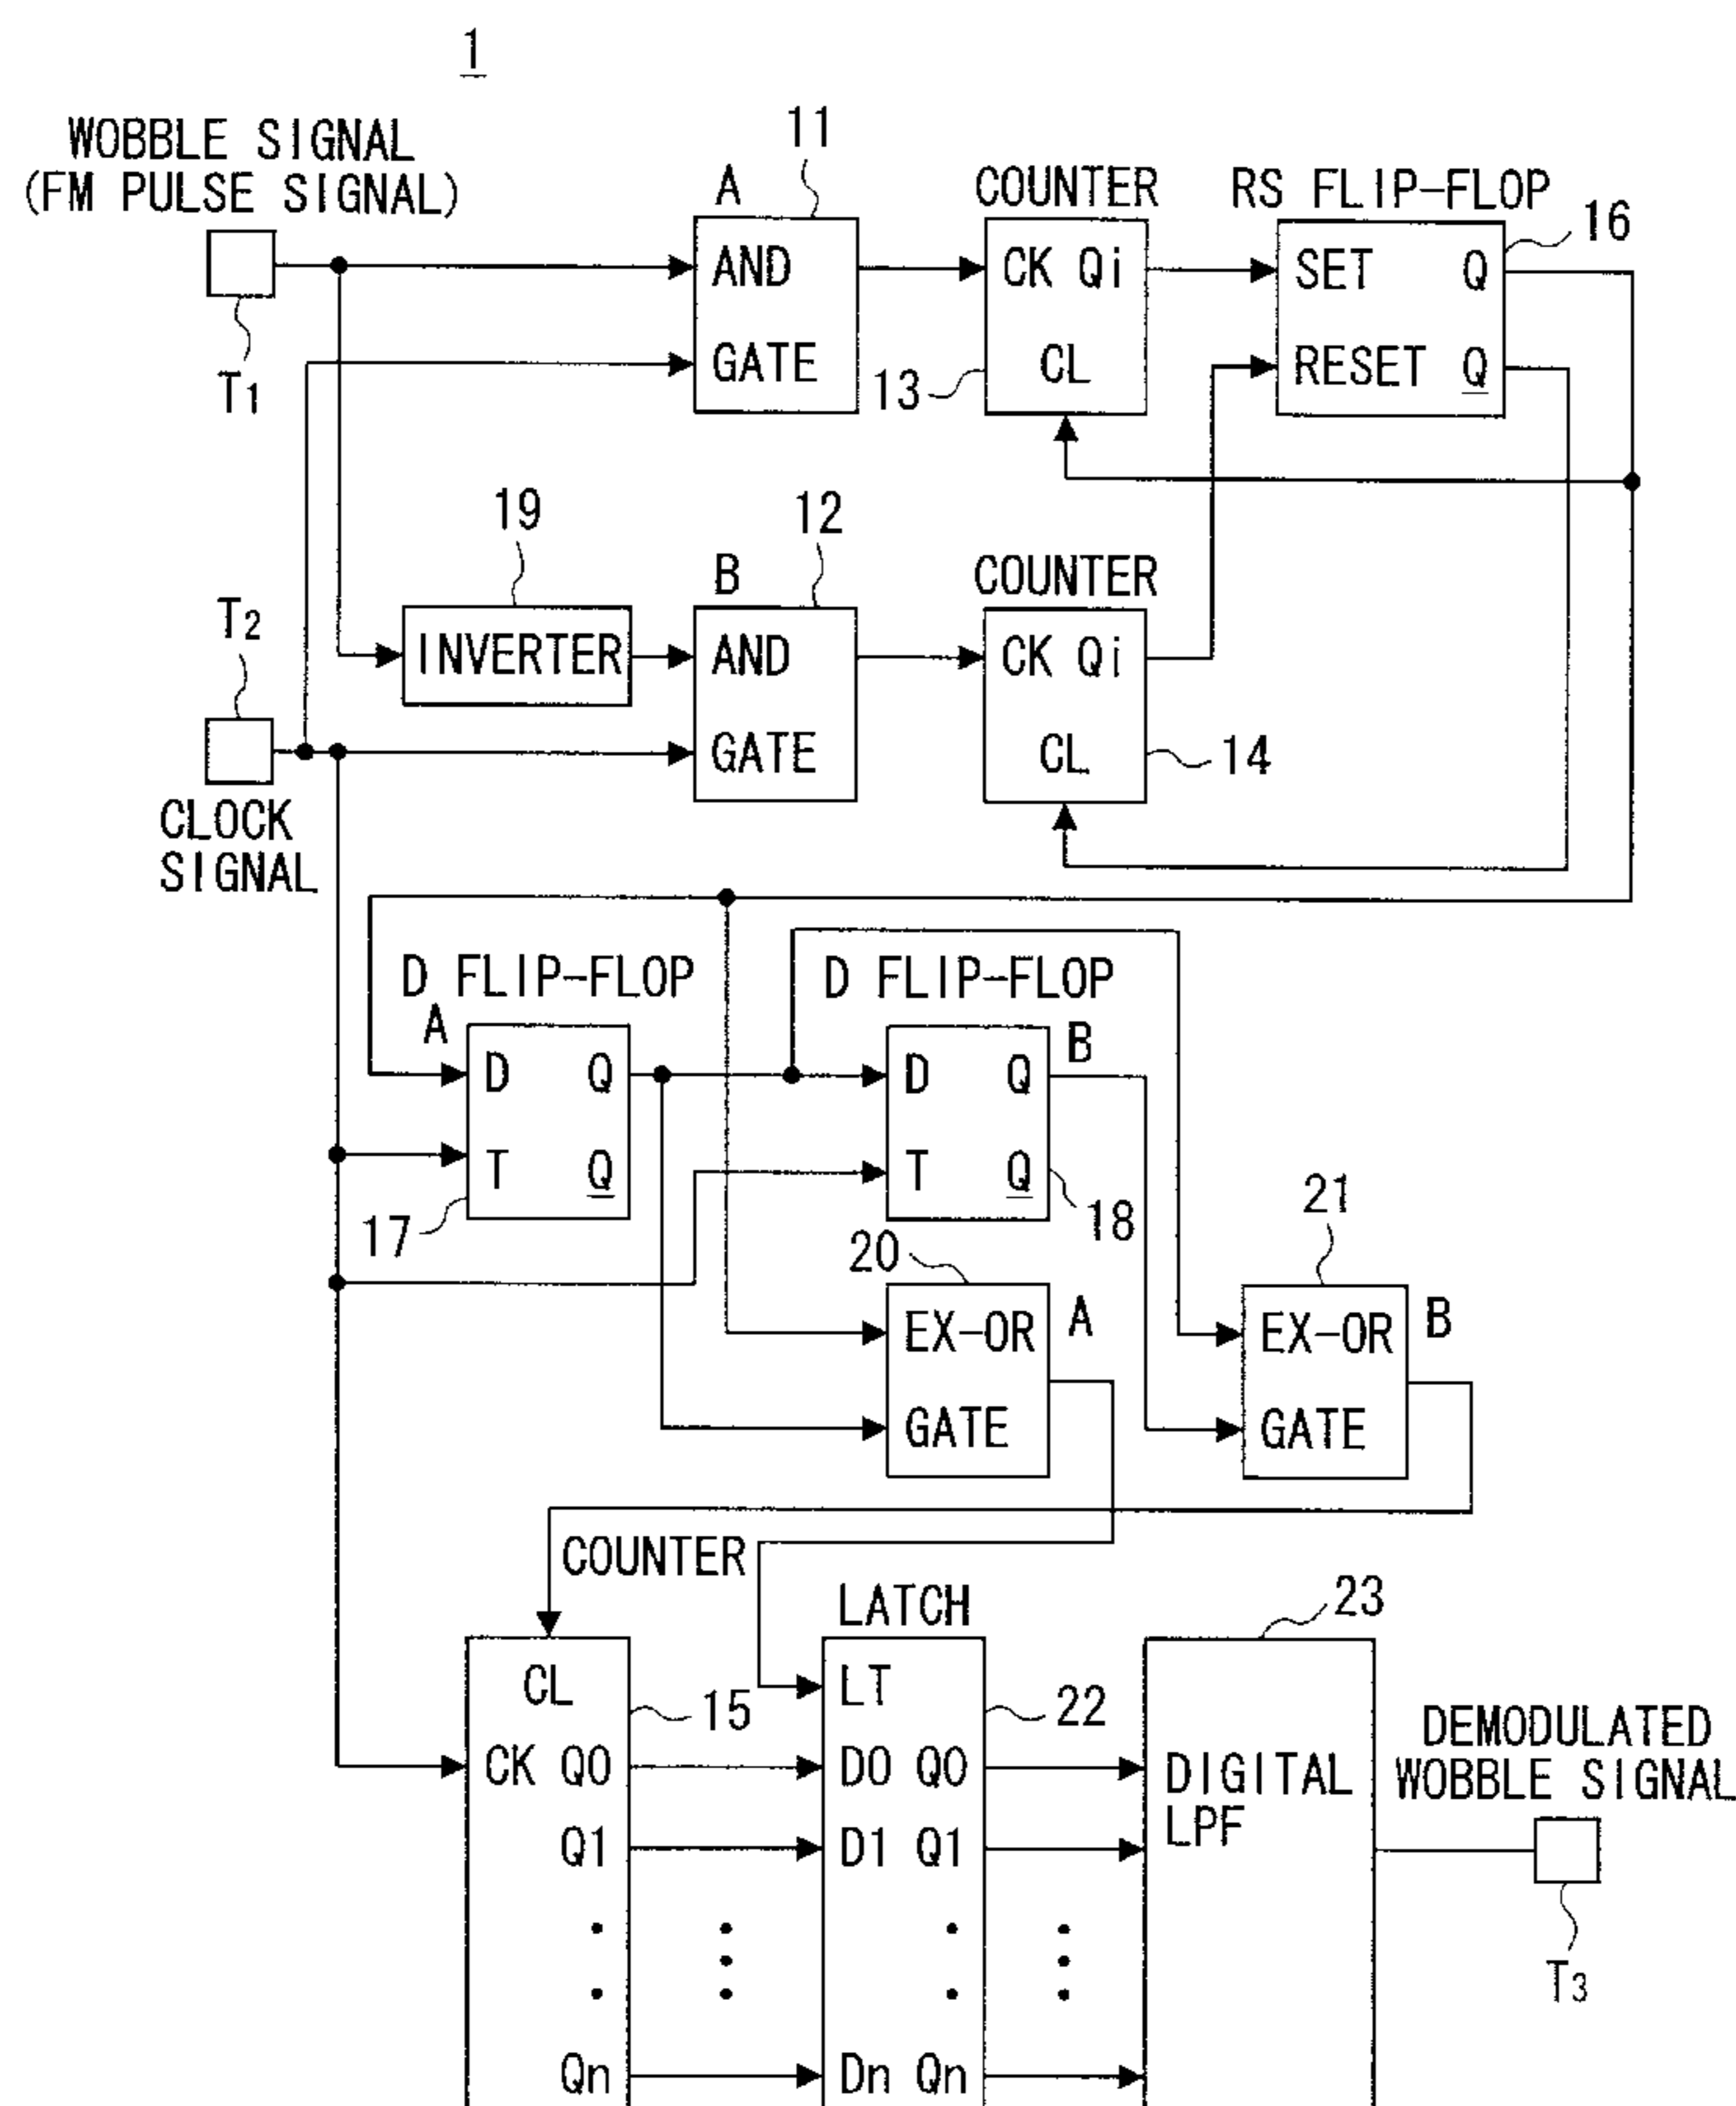 1
WOBBLE SIGNAL
(FM PULSE SIGNAL)
T1
A
11
AND
GATE
COUNTER
CK Qi
CL
13
RS FLIP-FLOP
16
SET Q
RESET Q
19
INVERTER
B
12
AND
GATE
COUNTER
CK Qi
CL
14
T2
CLOCK
SIGNAL
D FLIP-FLOP
A
D Q
T Q
17
D FLIP-FLOP
B
D Q
T Q
18
20
EX-OR
GATE
A
21
EX-OR
GATE
B
COUNTER
CL
15
CK Q0
Q1
Qn
LATCH
LT
22
D0 Q0
D1 Q1
Dn Qn
23
DIGITAL
LPF
DEMODULATED
WOBBLE SIGNAL
T3